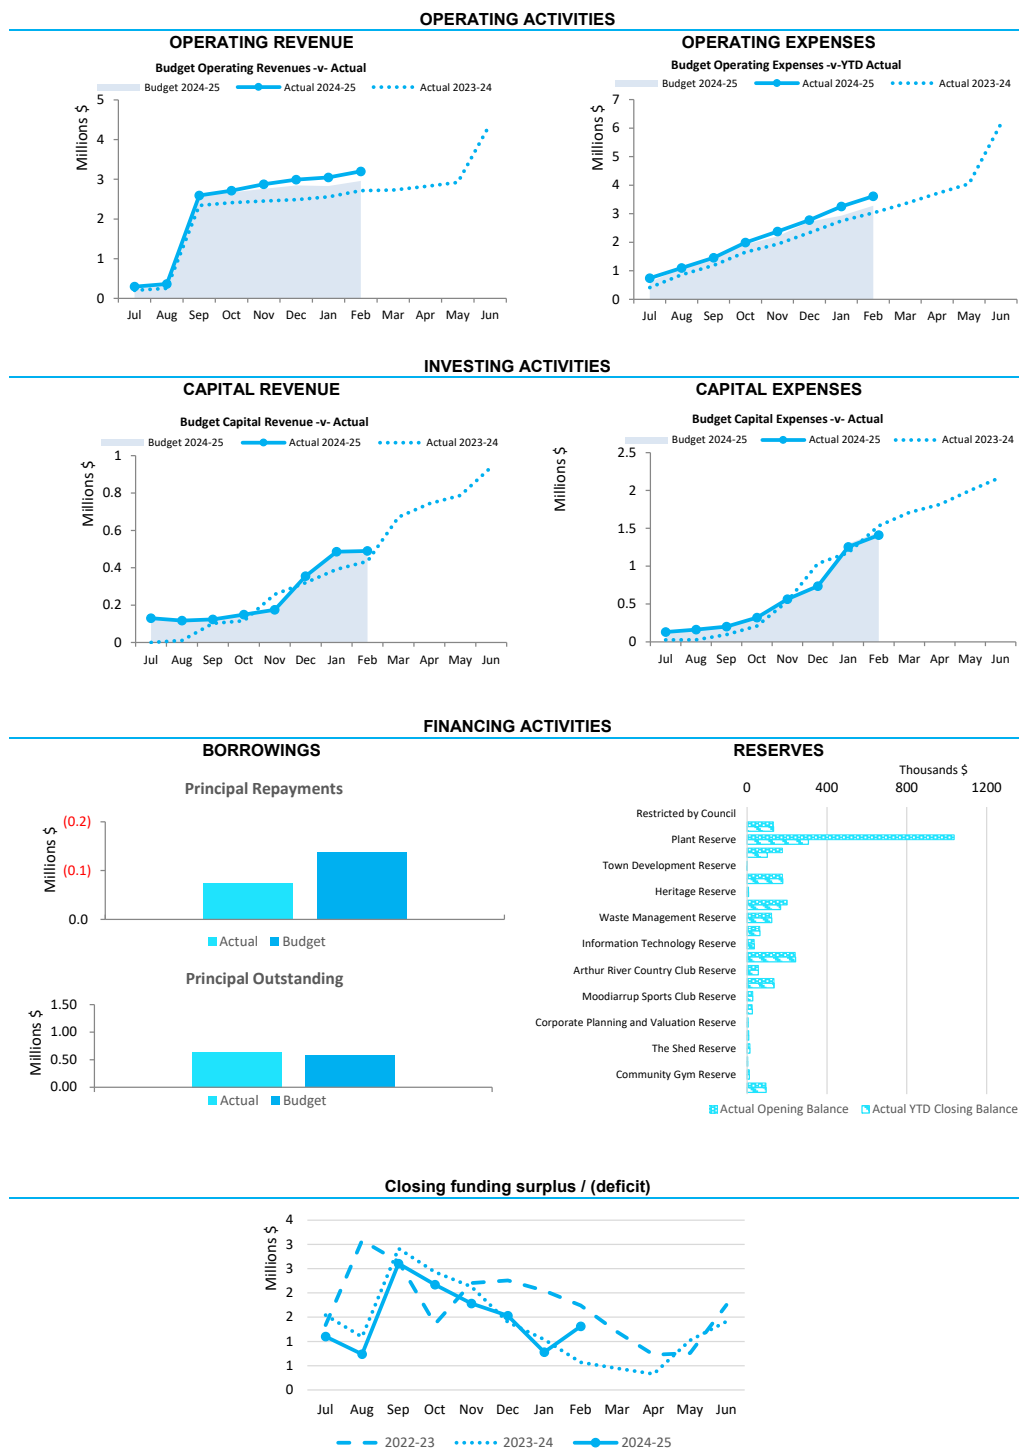 OPERATING ACTIVITIES
OPERATING REVENUE
Budget Operating Revenues -v- Actual
Budget 2024-25 Actual 2024-25 Actual 2023-24
Millions $
5
4
3
2
1
0
Jul Aug Sep Oct Nov Dec Jan Feb Mar Apr May Jun
OPERATING EXPENSES
Budget Operating Expenses -v-YTD Actual
Budget 2024-25 Actual 2024-25 Actual 2023-24
Millions $
7
6
5
4
3
2
1
0
Jul Aug Sep Oct Nov Dec Jan Feb Mar Apr May Jun
INVESTING ACTIVITIES
CAPITAL REVENUE
Budget Capital Revenue -v- Actual
Budget 2024-25 Actual 2024-25 Actual 2023-24
Millions $
1
0.8
0.6
0.4
0.2
0
Jul Aug Sep Oct Nov Dec Jan Feb Mar Apr May Jun
CAPITAL EXPENSES
Budget Capital Expenses -v- Actual
Budget 2024-25 Actual 2024-25 Actual 2023-24
Millions $
2.5
2
1.5
1
0.5
0
Jul Aug Sep Oct Nov Dec Jan Feb Mar Apr May Jun
FINANCING ACTIVITIES
BORROWINGS
Principal Repayments
Millions $
(0.2)
(0.1)
0.0
Actual Budget
Principal Outstanding
Millions $
1.50
1.00
0.50
0.00
Actual Budget
RESERVES
Thousands $
0 400 800 1200
Restricted by Council
Plant Reserve
Town Development Reserve
Heritage Reserve
Waste Management Reserve
Information Technology Reserve
Arthur River Country Club Reserve
Moodiarrup Sports Club Reserve
Corporate Planning and Valuation Reserve
The Shed Reserve
Community Gym Reserve
Actual Opening Balance Actual YTD Closing Balance
Closing funding surplus / (deficit)
Millions $
4
3
3
2
2
1
1
0
Jul Aug Sep Oct Nov Dec Jan Feb Mar Apr May Jun
2022-23 2023-24 2024-25